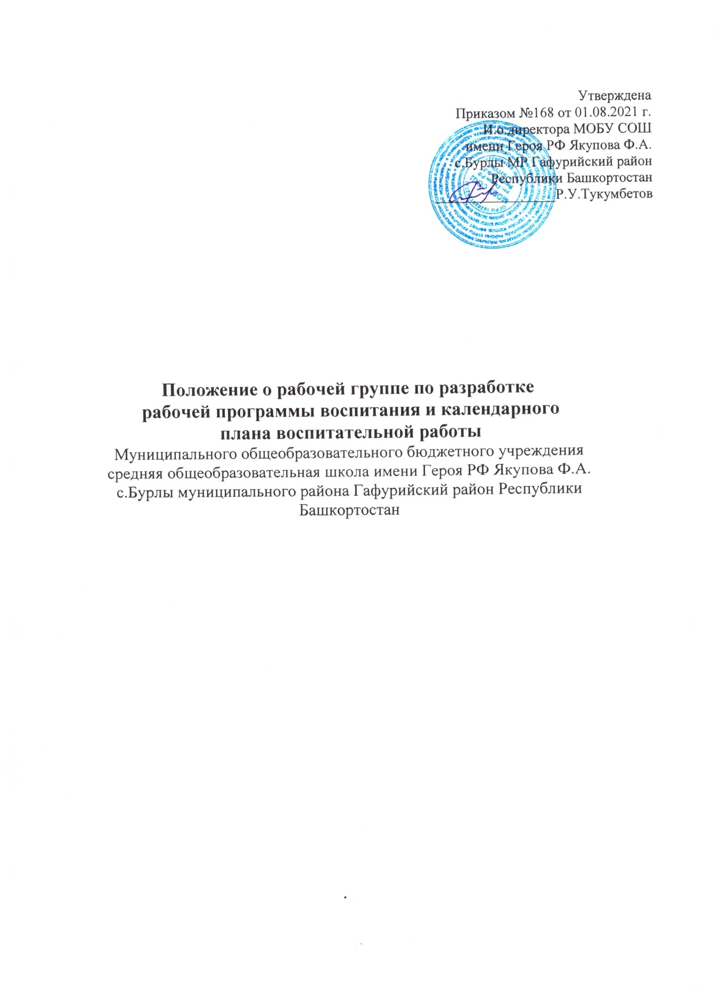 Утверждена
Приказом №168 от 01.08.2021 г.
И.о.директора МОБУ СОШ
имени Героя РФ Якупова Ф.А.
с.Бурлы МР Гафурийский район
Республики Башкортостан
Р.У.Тукумбетов
Положение о рабочей группе по разработке
рабочей программы воспитания и календарного
плана воспитательной работы
Муниципального общеобразовательного бюджетного учреждения
средняя общеобразовательная школа имени Героя РФ Якупова Ф.А.
с.Бурлы муниципального района Гафурийский район Республики
Башкортостан